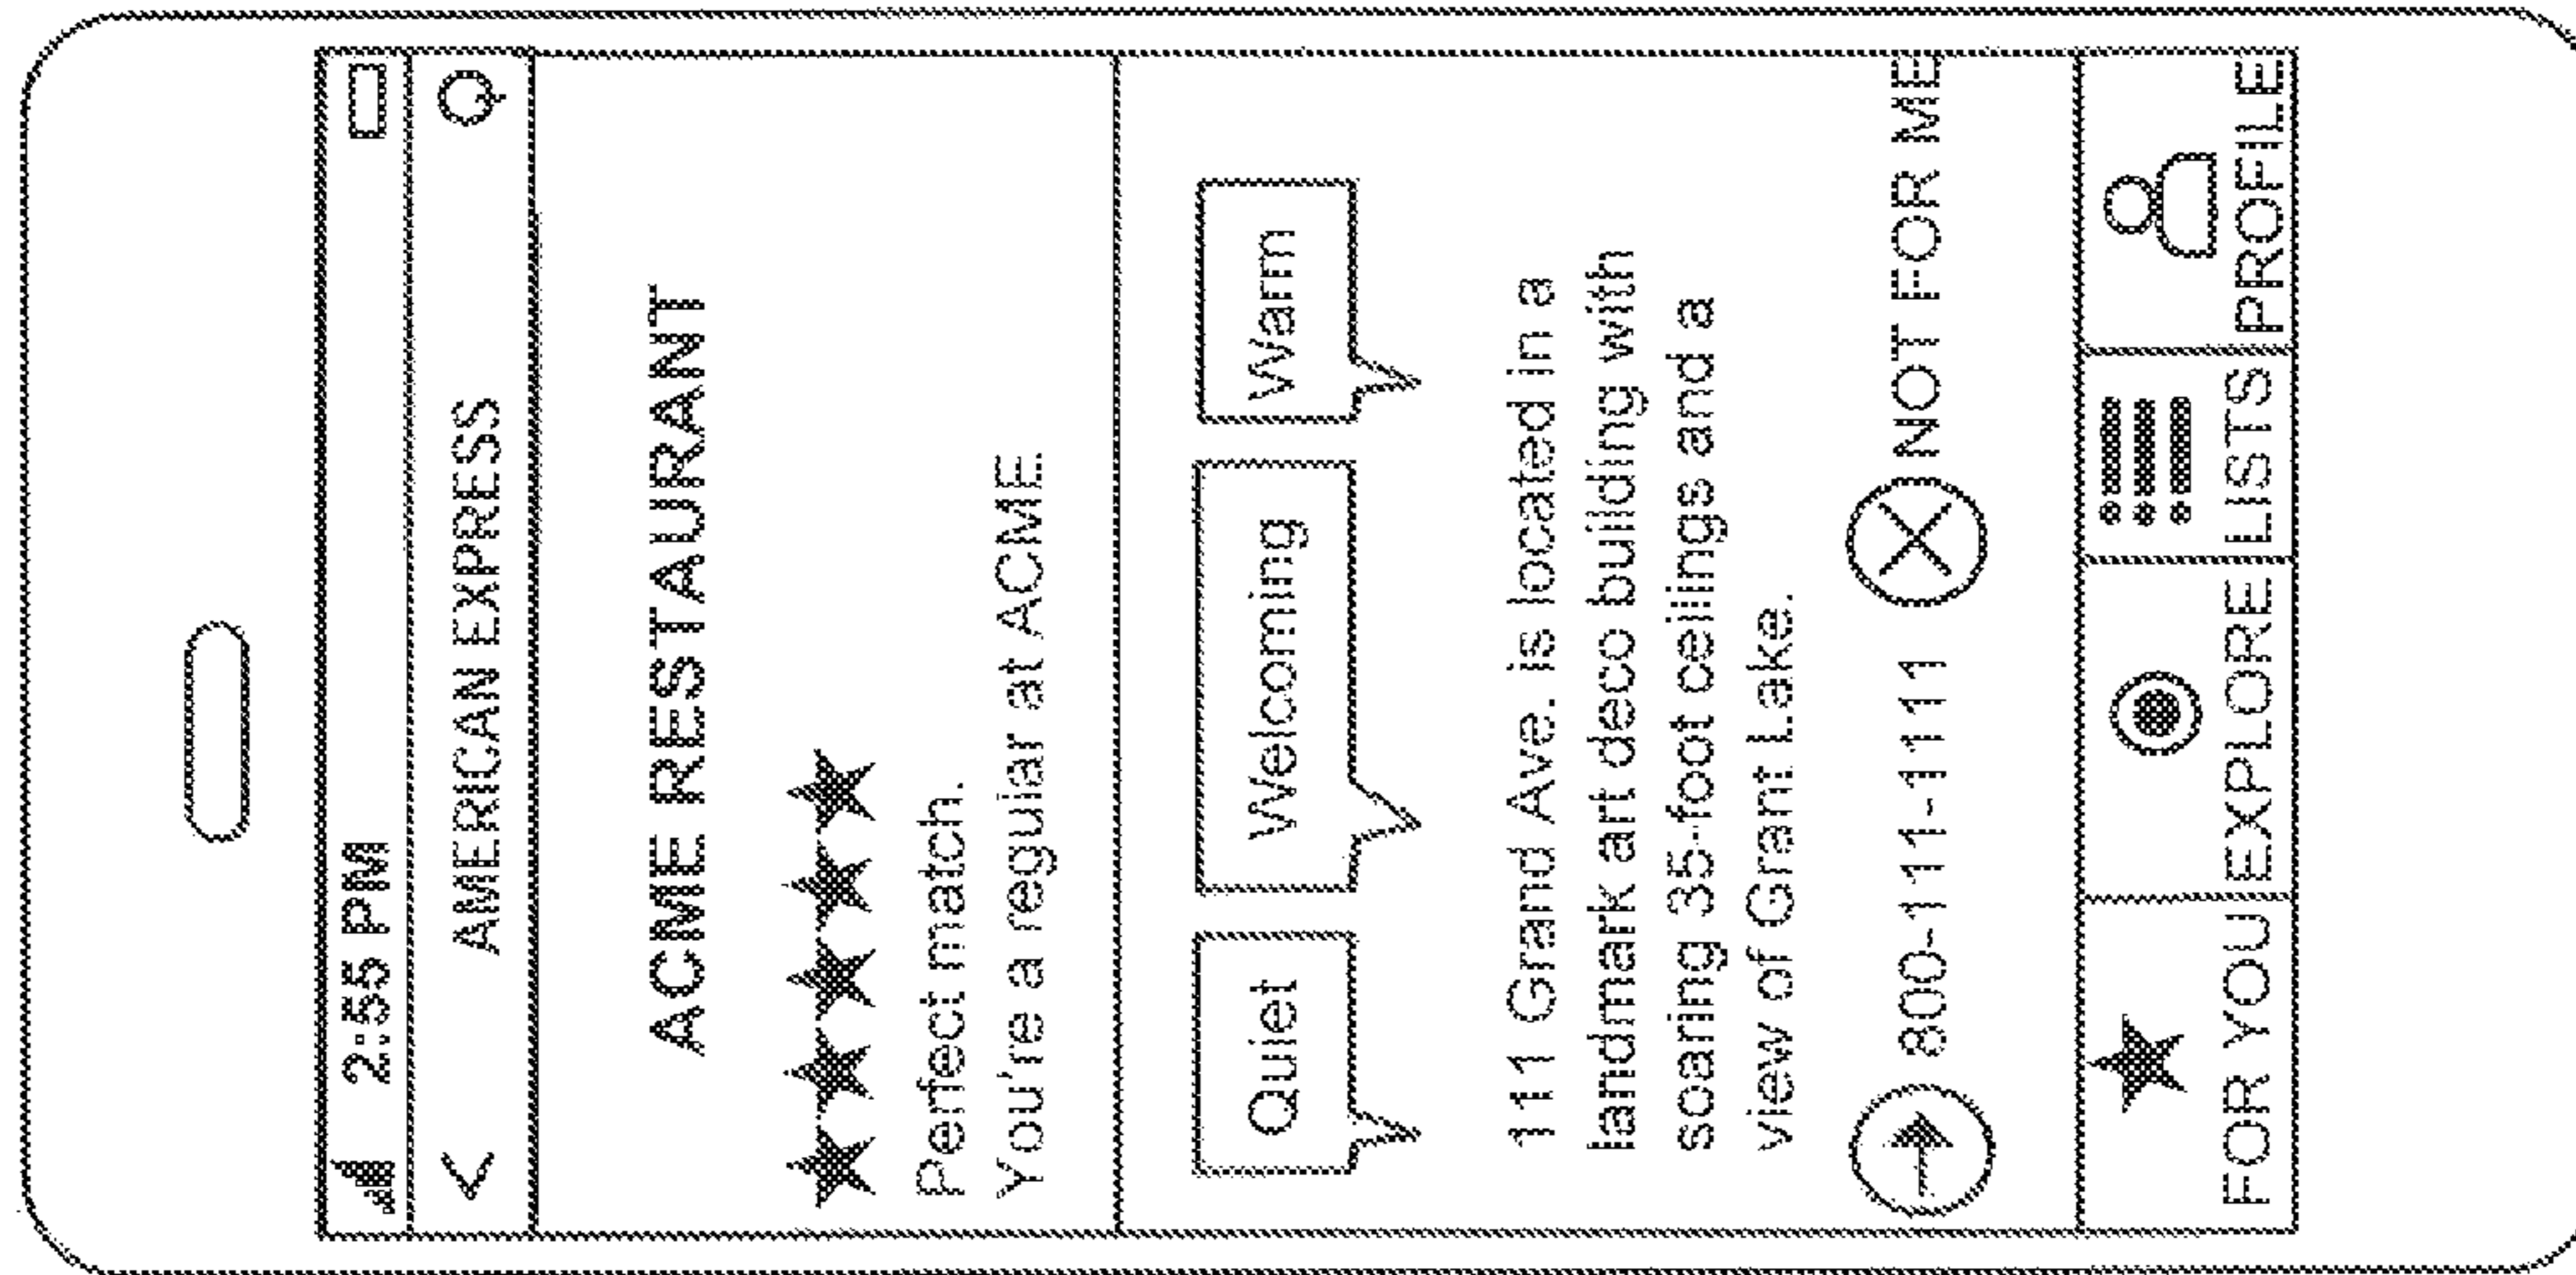 2:55 PM
AMERICAN EXPRESS
ACME RESTAURANT
Perfect match.
You're a regular at ACME
Quiet Welcoming Warm
111 Grand Ave. is located in a
landmark art deco building with
soaring 35-foot ceilings and a
view of Grant Lake.
800-111-1111 NOT FOR ME
FOR YOU EXPLORE LISTS PROFILE